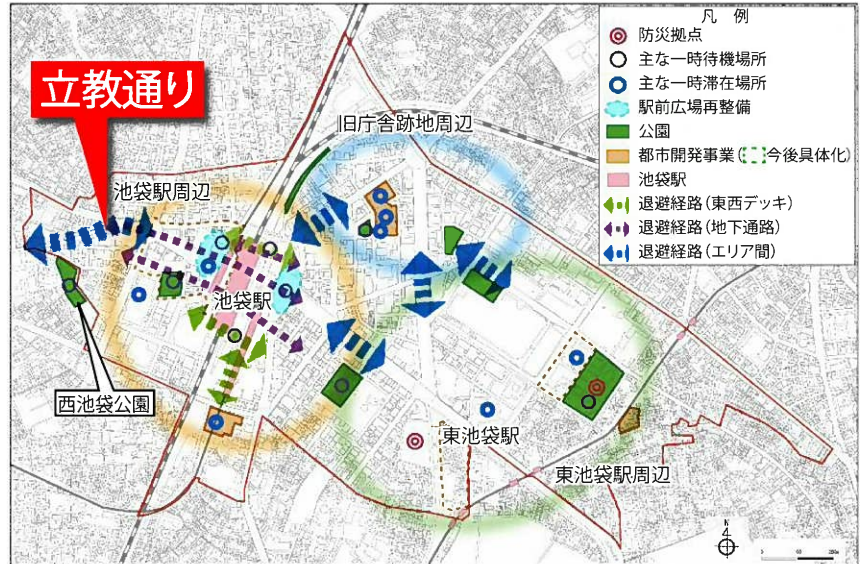 凡 例
防災拠点
主な一時待機場所
主な一時滞在場所
駅前広場再整備
公園
都市開発事業( 今後具体化)
池袋駅
退避経路(東西デッキ)
退避経路(地下通路)
退避経路(エリア間)
立教通り
旧庁舎跡地周辺
池袋駅周辺
池袋駅
西池袋公園
東池袋駅
東池袋駅周辺
N